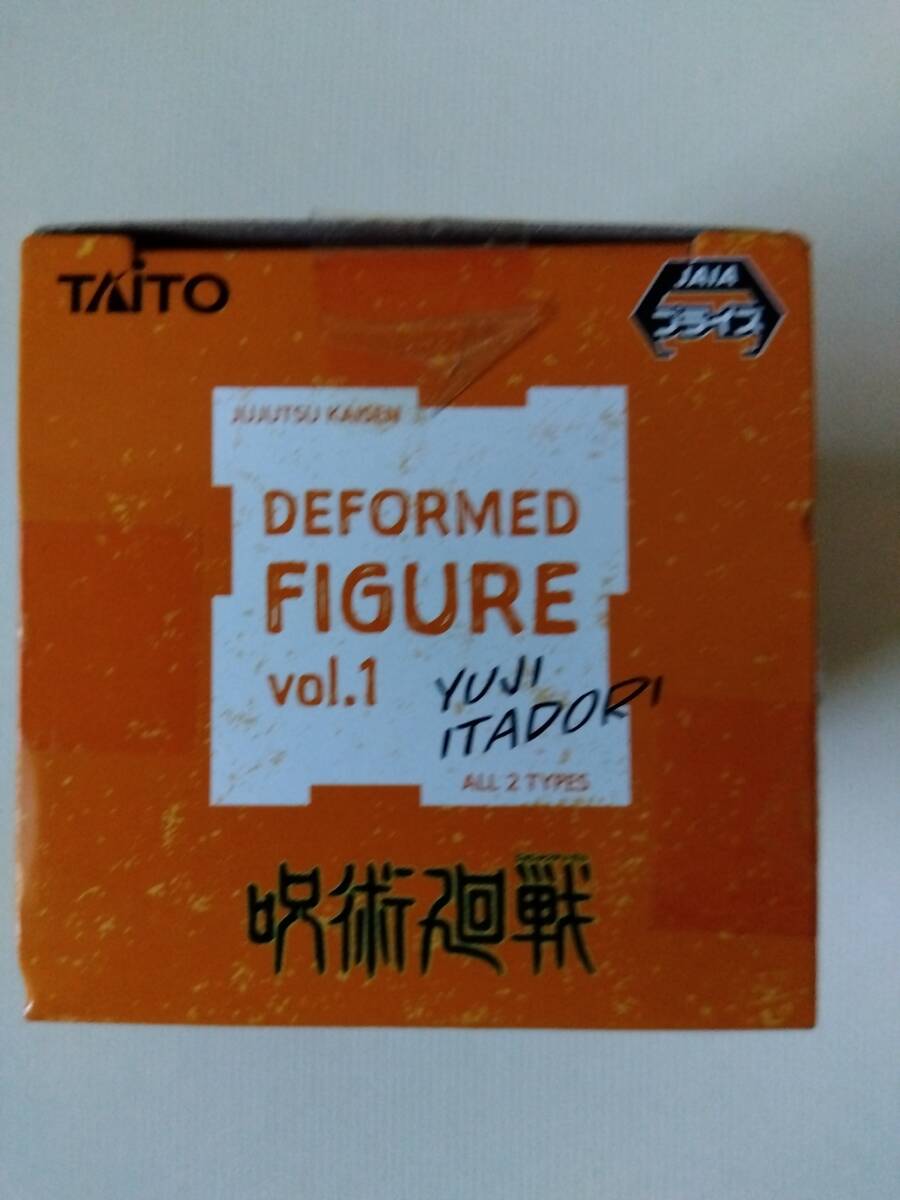 TAITO
JAIA
プライズ
JUJUTSU KAISEN
DEFORMED
FIGURE
vol.1
YUJI
ITADORI
ALL 2 TYPES
呪術廻戦